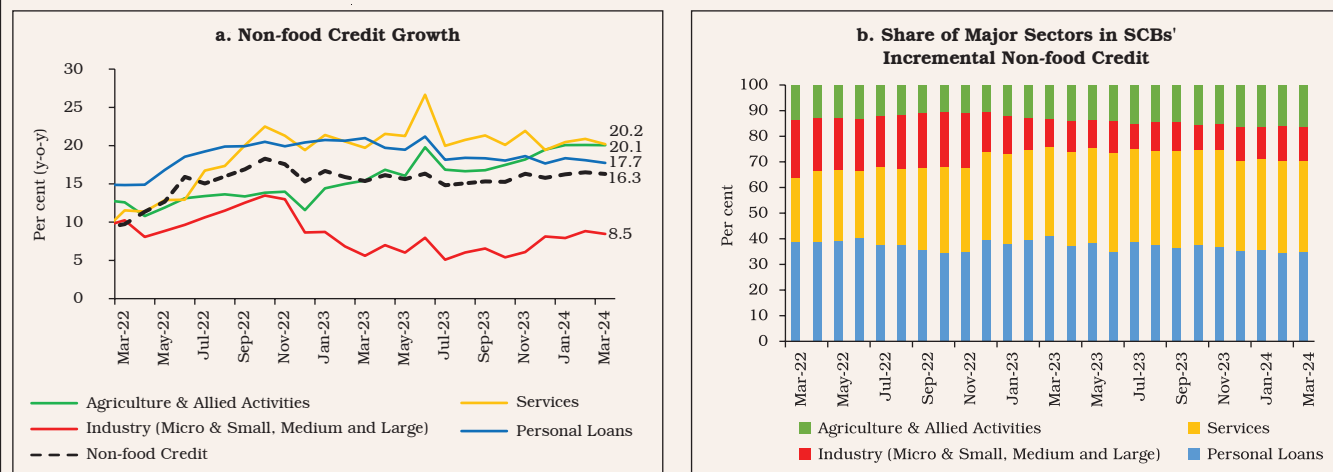 a. Non-food Credit Growth
Per cent (y-o-y)
30
25
20
15
10
5
0
20.2
20.1
17.7
16.3
8.5
Mar-22
May-22
Jul-22
Sep-22
Nov-22
Jan-23
Mar-23
May-23
Jul-23
Sep-23
Nov-23
Jan-24
Mar-24
Agriculture & Allied Activities
Services
Industry (Micro & Small, Medium and Large)
Personal Loans
Non-food Credit
b. Share of Major Sectors in SCBs'
Incremental Non-food Credit
Per cent
100
90
80
70
60
50
40
30
20
10
0
Mar-22
May-22
Jul-22
Sep-22
Nov-22
Jan-23
Mar-23
May-23
Jul-23
Sep-23
Nov-23
Jan-24
Mar-24
Agriculture & Allied Activities
Services
Industry (Micro & Small, Medium and Large)
Personal Loans